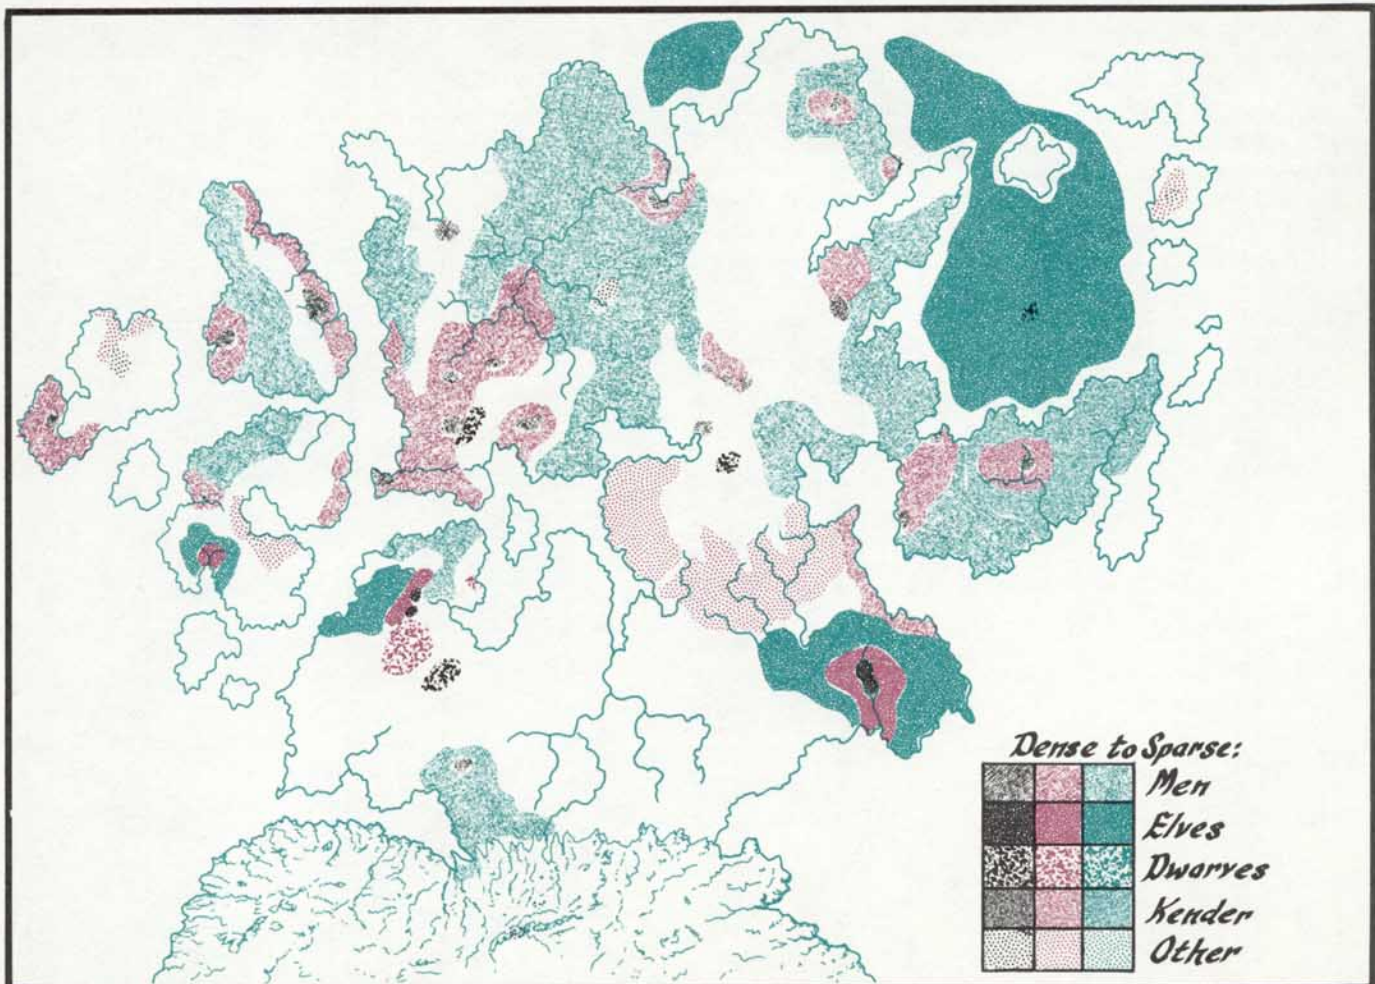 Dense to Sparse:
Men
Elves
Dwarves
Kender
Other